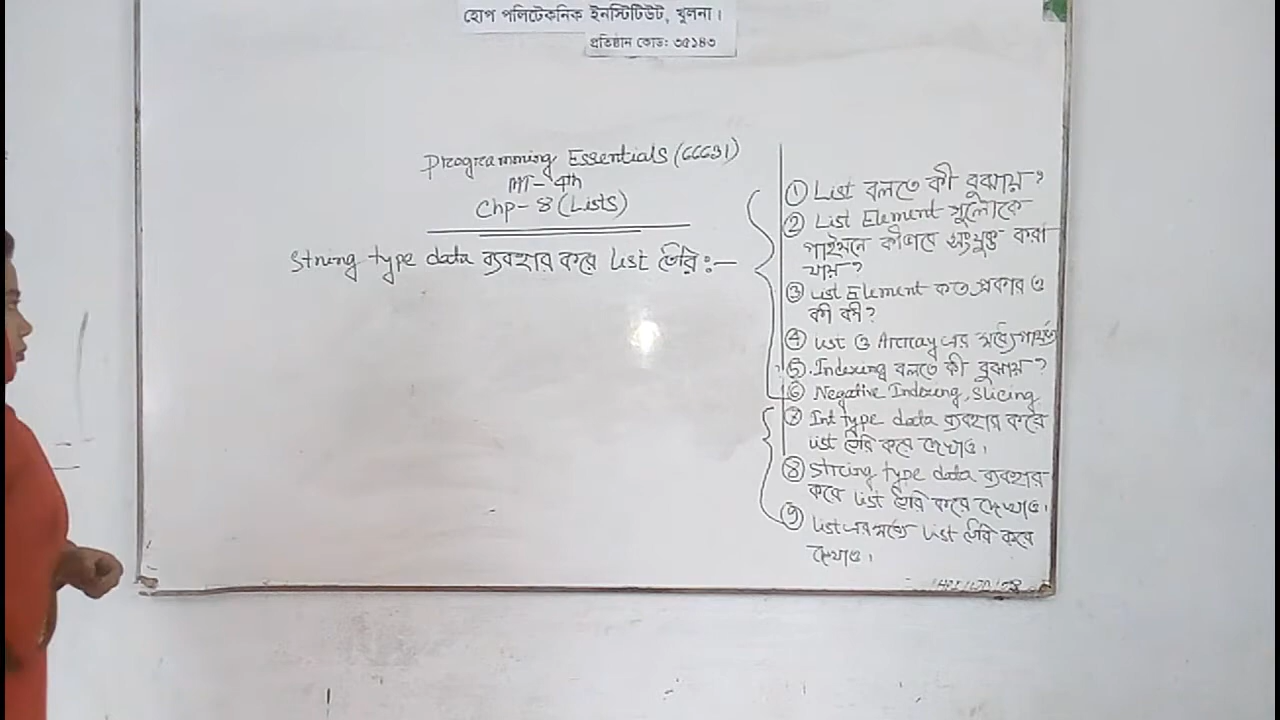 হোপ পলিটেকনিক ইনস্টিটিউট, খুলনা।
প্রতিষ্ঠান কোড: ৩৫১৪৩
Programming Essentials (66631)
MT- 4th
Chp- 8 (Lists)
String type data ব্যবহার করে list তৈরি :-
① List বলতে কী বুঝায় ?
② List Element গুলোকে
পাইথনে কীভাবে সংযুক্ত করা
যায় ?
③ List Element কত প্রকার ও
কী কী ?
④ List ও Array এর মধ্যে পার্থক্য
⑤ . Indexing বলতে কী বুঝায় ?
⑥ Negative Indexing, Slicing
⑦ Int type data ব্যবহার করে
list তৈরি করে দেখাও।
⑧ String type data ব্যবহার
করে list তৈরি করে দেখাও।
⑨ list এর মধ্যে list তৈরি করে
দেখাও।